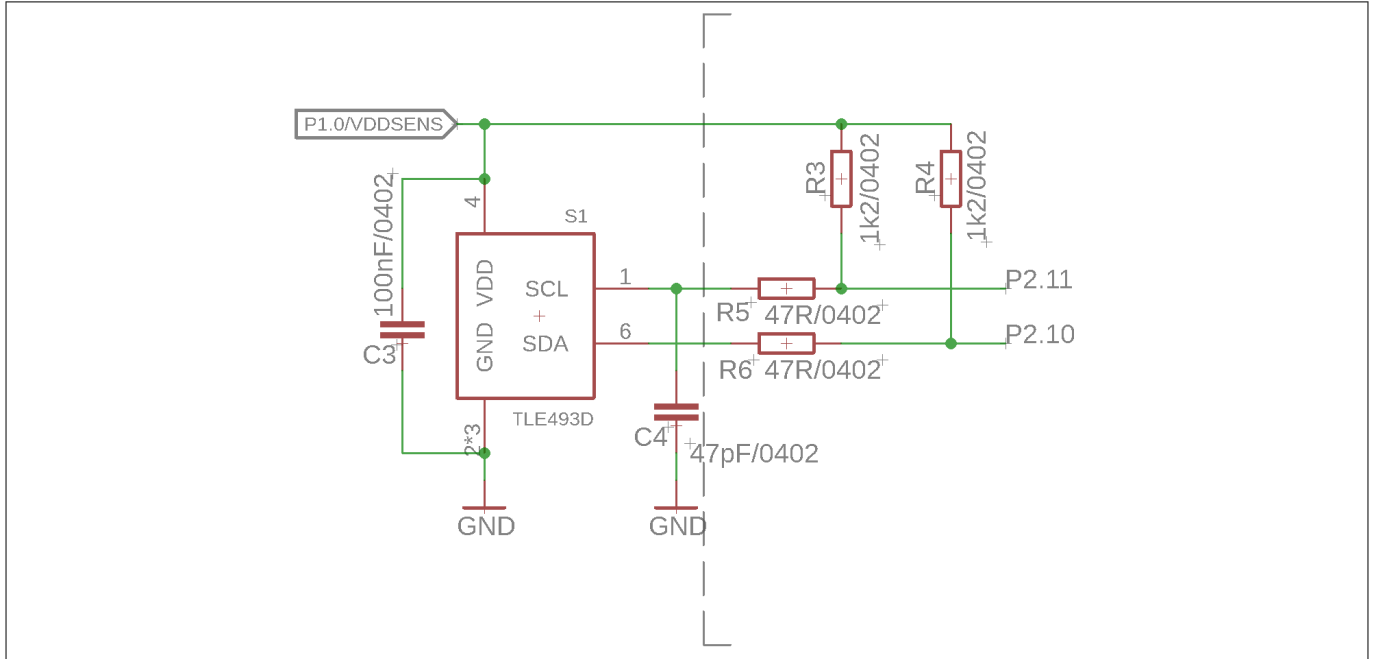 P1.0/VDDSENS
100nF/0402
C3
4
S1
VDD
GND
SCL
SDA
1
6
2*3
TLE493D
GND
C4
47pF/0402
GND
R3
1k2/0402
R4
1k2/0402
R5
47R/0402
R6
47R/0402
P2.11
P2.10